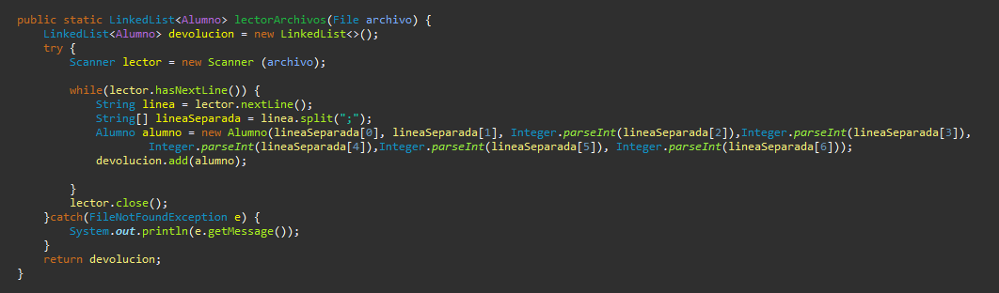 public static LinkedList<Alumno> lectorArchivos(File archivo) {
LinkedList<Alumno> devolucion = new LinkedList<>();
try {
Scanner lector = new Scanner (archivo);
while(lector.hasNextLine()) {
String linea = lector.nextLine();
String[] lineaSeparada = linea.split(";");
Alumno alumno = new Alumno(lineaSeparada[0], lineaSeparada[1], Integer.parseInt(lineaSeparada[2]),Integer.parseInt(lineaSeparada[3]),
Integer.parseInt(lineaSeparada[4]),Integer.parseInt(lineaSeparada[5]), Integer.parseInt(lineaSeparada[6]));
devolucion.add(alumno);
}
lector.close();
}catch(FileNotFoundException e) {
System.out.println(e.getMessage());
}
return devolucion;
}